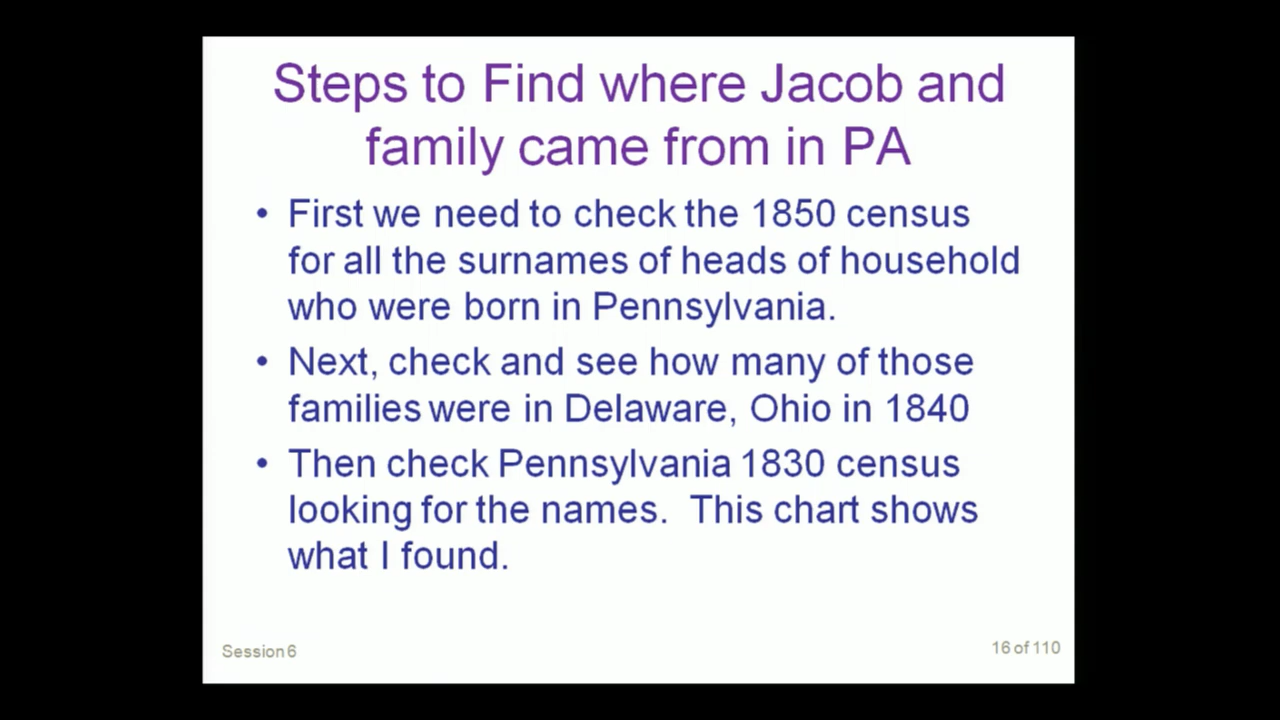 Steps to Find where Jacob and
family came from in PA
• First we need to check the 1850 census
for all the surnames of heads of household
who were born in Pennsylvania.
• Next, check and see how many of those
families were in Delaware, Ohio in 1840
• Then check Pennsylvania 1830 census
looking for the names.  This chart shows
what I found.
Session 6
16 of 110